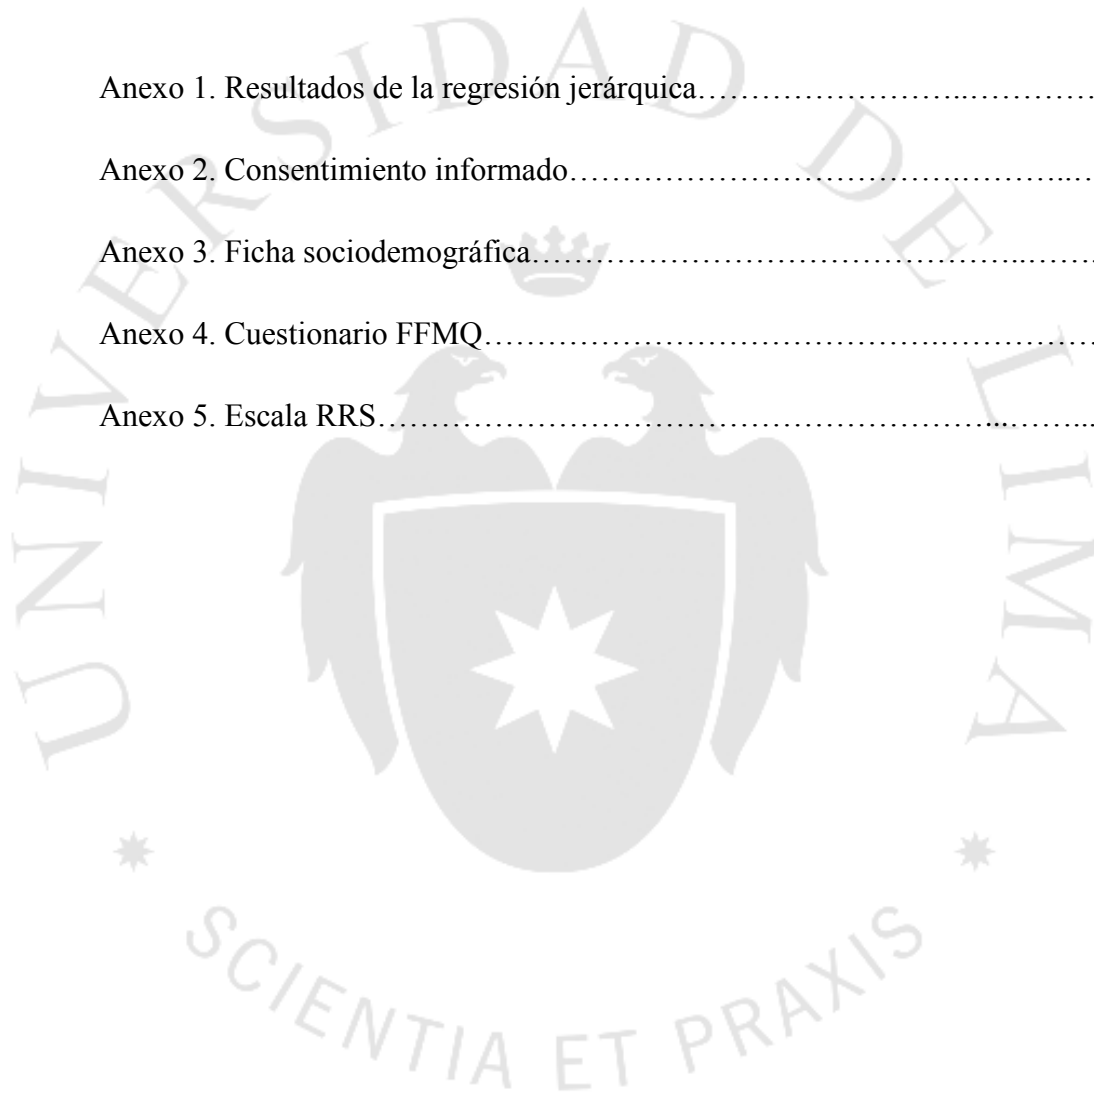 Anexo 1. Resultados de la regresión jerárquica…………………….………….
Anexo 2. Consentimiento informado……………………………….………..…
Anexo 3. Ficha sociodemográfica……………………………………..…….
Anexo 4. Cuestionario FFMQ…………………………………….……………
Anexo 5. Escala RRS…………………………………………………...……...
UNIVERSIDAD DE LIMA
SCIENTIA ET PRAXIS